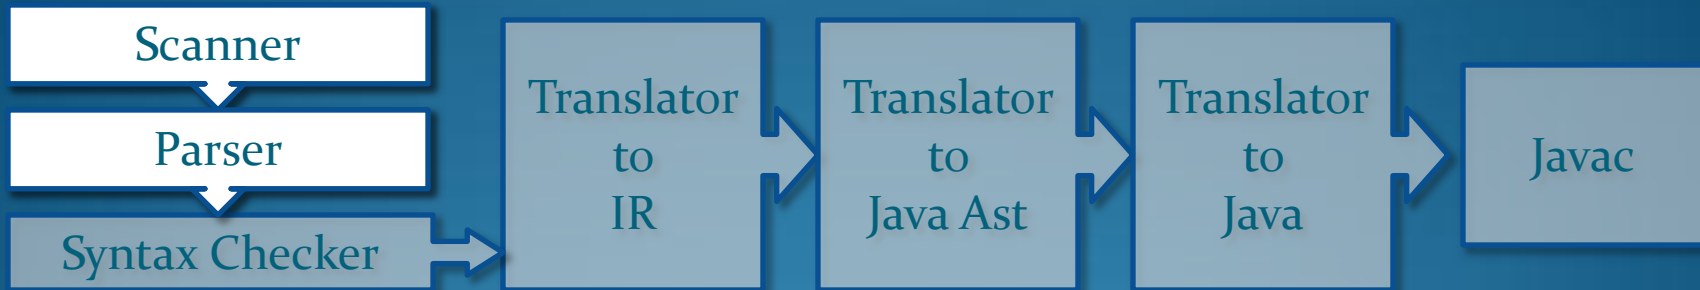 Scanner
Parser
Syntax Checker
Translator
to
IR
Translator
to
Java Ast
Translator
to
Java
Javac